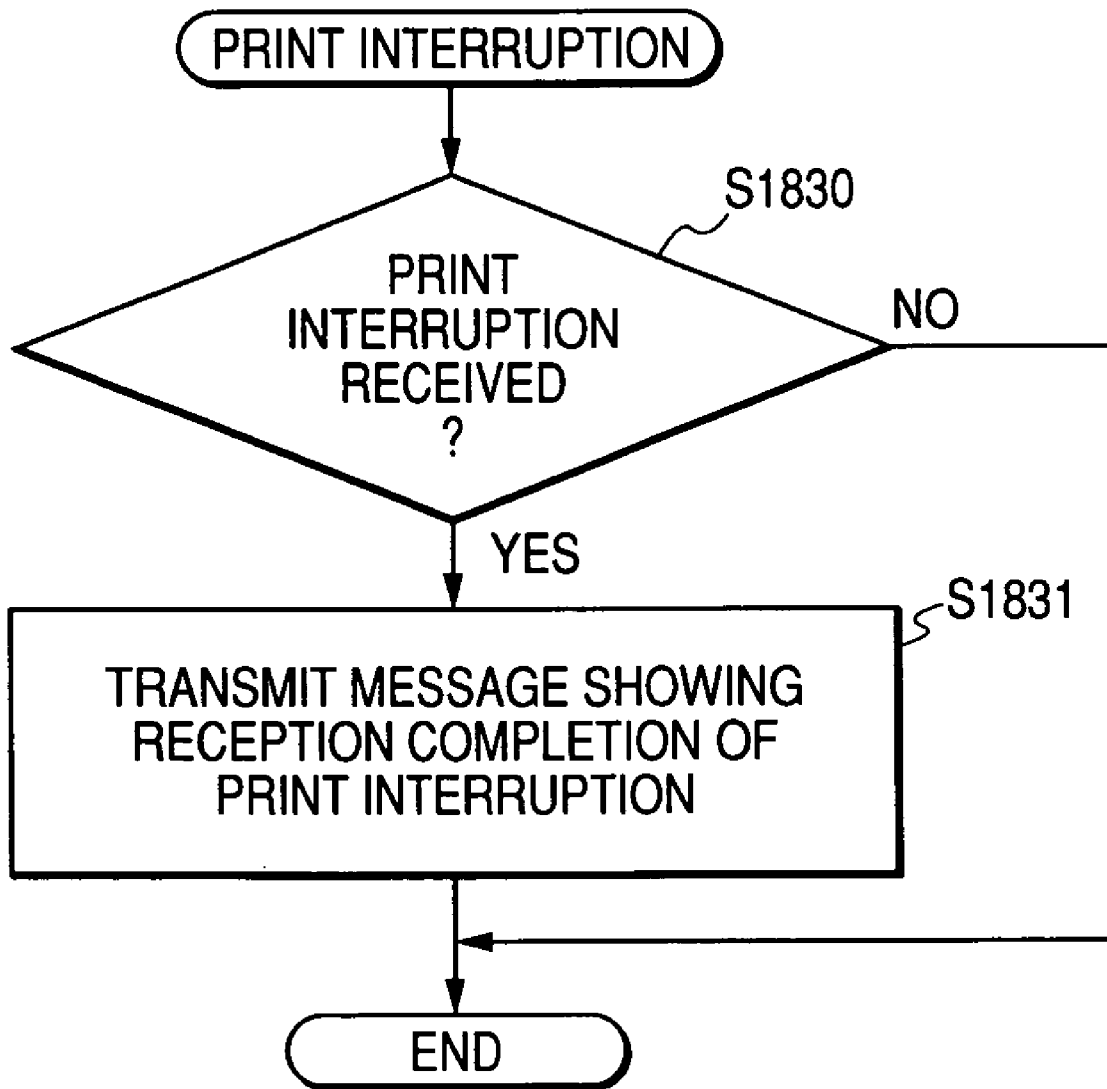 PRINT INTERRUPTION
S1830
PRINT
INTERRUPTION
RECEIVED
?
NO
YES
S1831
TRANSMIT MESSAGE SHOWING
RECEPTION COMPLETION OF
PRINT INTERRUPTION
END